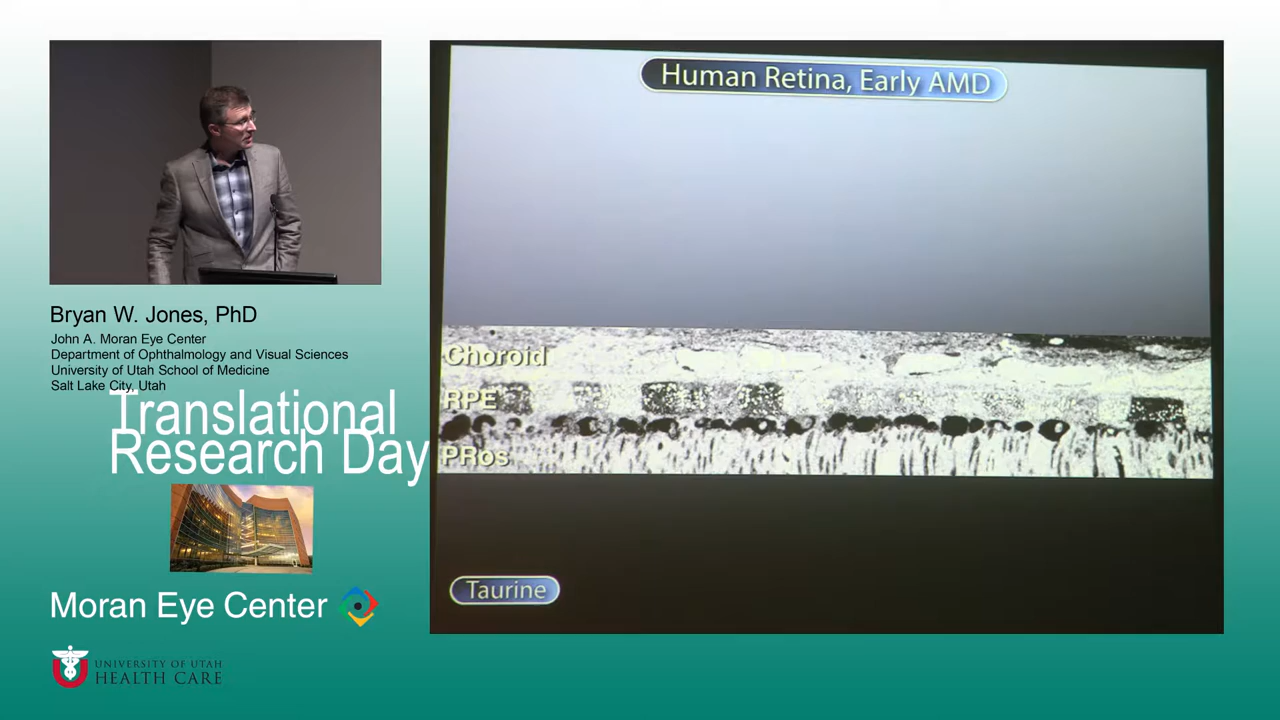 Bryan W. Jones, PhD
John A. Moran Eye Center
Department of Ophthalmology and Visual Sciences
University of Utah School of Medicine
Salt Lake City, Utah
Translational
Research Day
Moran Eye Center
UNIVERSITY OF UTAH
HEALTH CARE
Human Retina, Early AMD
Choroid
RPE
PRos
Taurine